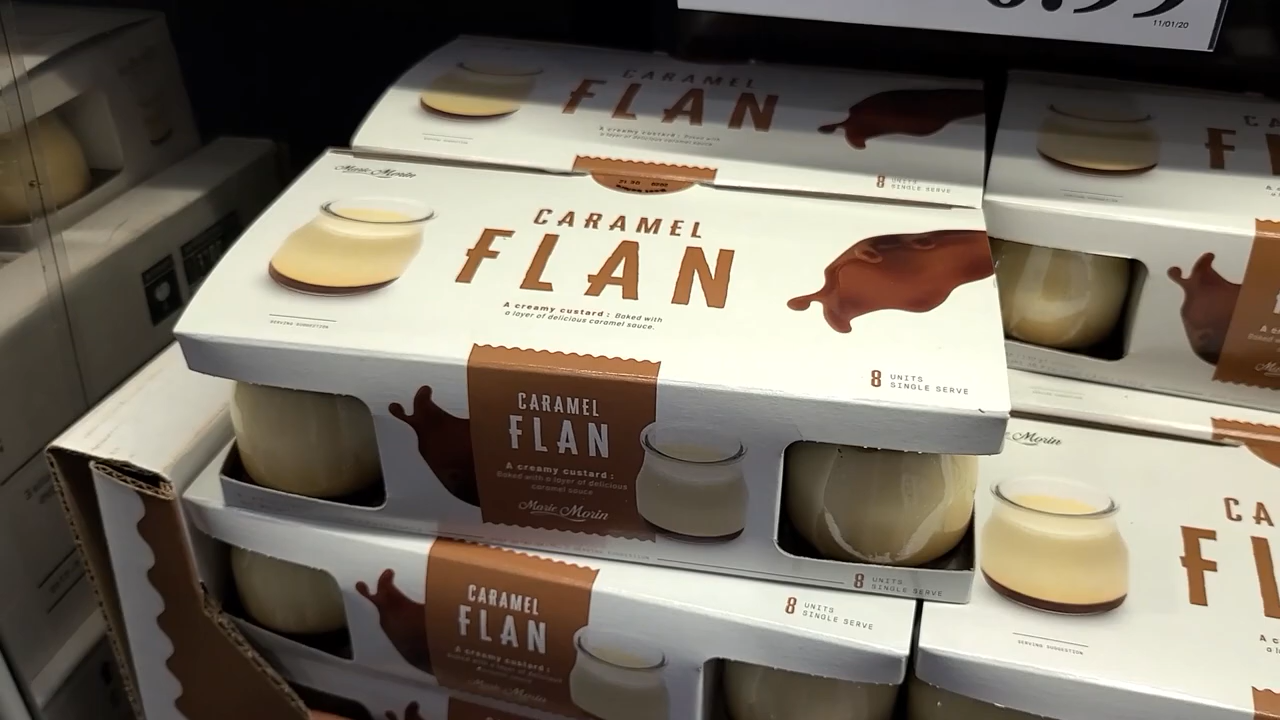 11/01/20
CARAMEL
FLAN
8 UNITS
SINGLE SERVE
Marie Morin
CARAMEL
FLAN
A creamy custard : Baked with
a layer of delicious caramel sauce.
SERVING SUGGESTION
8 UNITS
SINGLE SERVE
CARAMEL
FLAN
A creamy custard :
Baked with a layer of delicious
caramel sauce
Marie Morin
8 UNITS
SINGLE SERVE
CARAMEL
FLAN
A creamy custard :
8 UNITS
SINGLE SERVE
Marie Morin
SERVING SUGGESTION